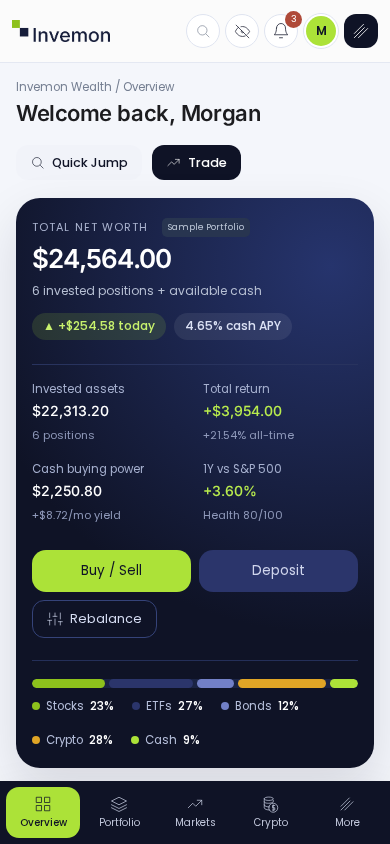 Invemon
3
M
Invemon Wealth / Overview
Welcome back, Morgan
Quick Jump
Trade
TOTAL NET WORTH
Sample Portfolio
$24,564.00
6 invested positions + available cash
▲ +$254.58 today
4.65% cash APY
Invested assets
$22,313.20
6 positions
Total return
+$3,954.00
+21.54% all-time
Cash buying power
$2,250.80
+$8.72/mo yield
1Y vs S&P 500
+3.60%
Health 80/100
Buy / Sell
Deposit
Rebalance
Stocks 23%
ETFs 27%
Bonds 12%
Crypto 28%
Cash 9%
Overview
Portfolio
Markets
Crypto
More